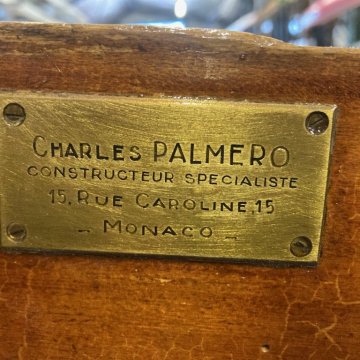 CHARLES PALMERO
CONSTRUCTEUR SPECIALISTE
15, RUE CAROLINE, 15
- MONACO -